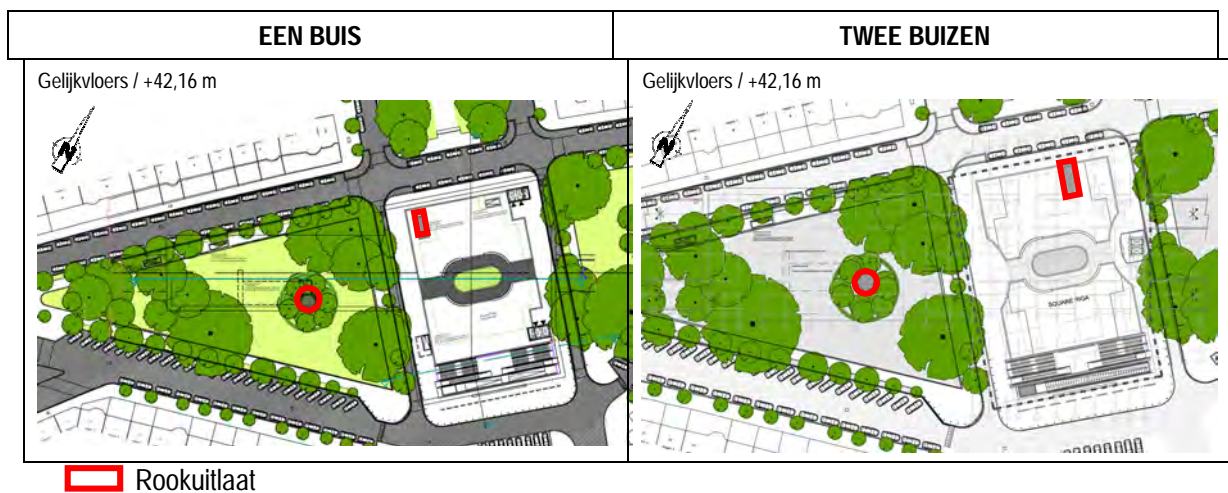 EEN BUIS
TWEE BUIZEN
Gelijkvloers / +42,16 m
Gelijkvloers / +42,16 m
N
N
SQUARE RIGA
Rookuitlaat